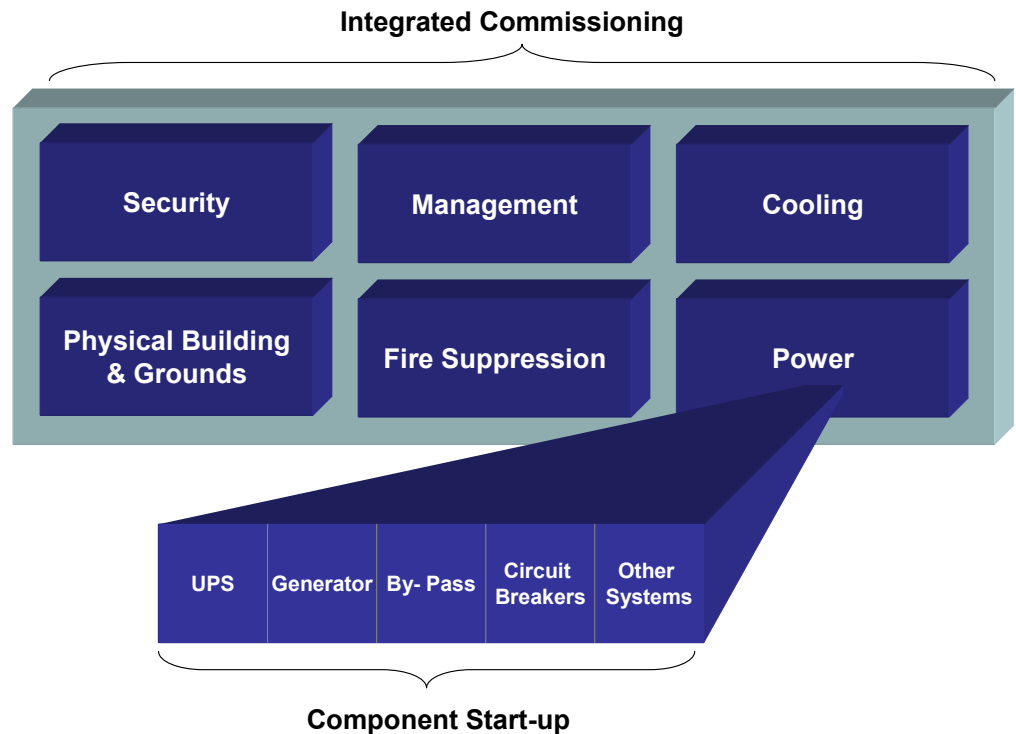 Integrated Commissioning
Security
Management
Cooling
Physical Building
& Grounds
Fire Suppression
Power
UPS
Generator
By- Pass
Circuit
Breakers
Other
Systems
Component Start-up